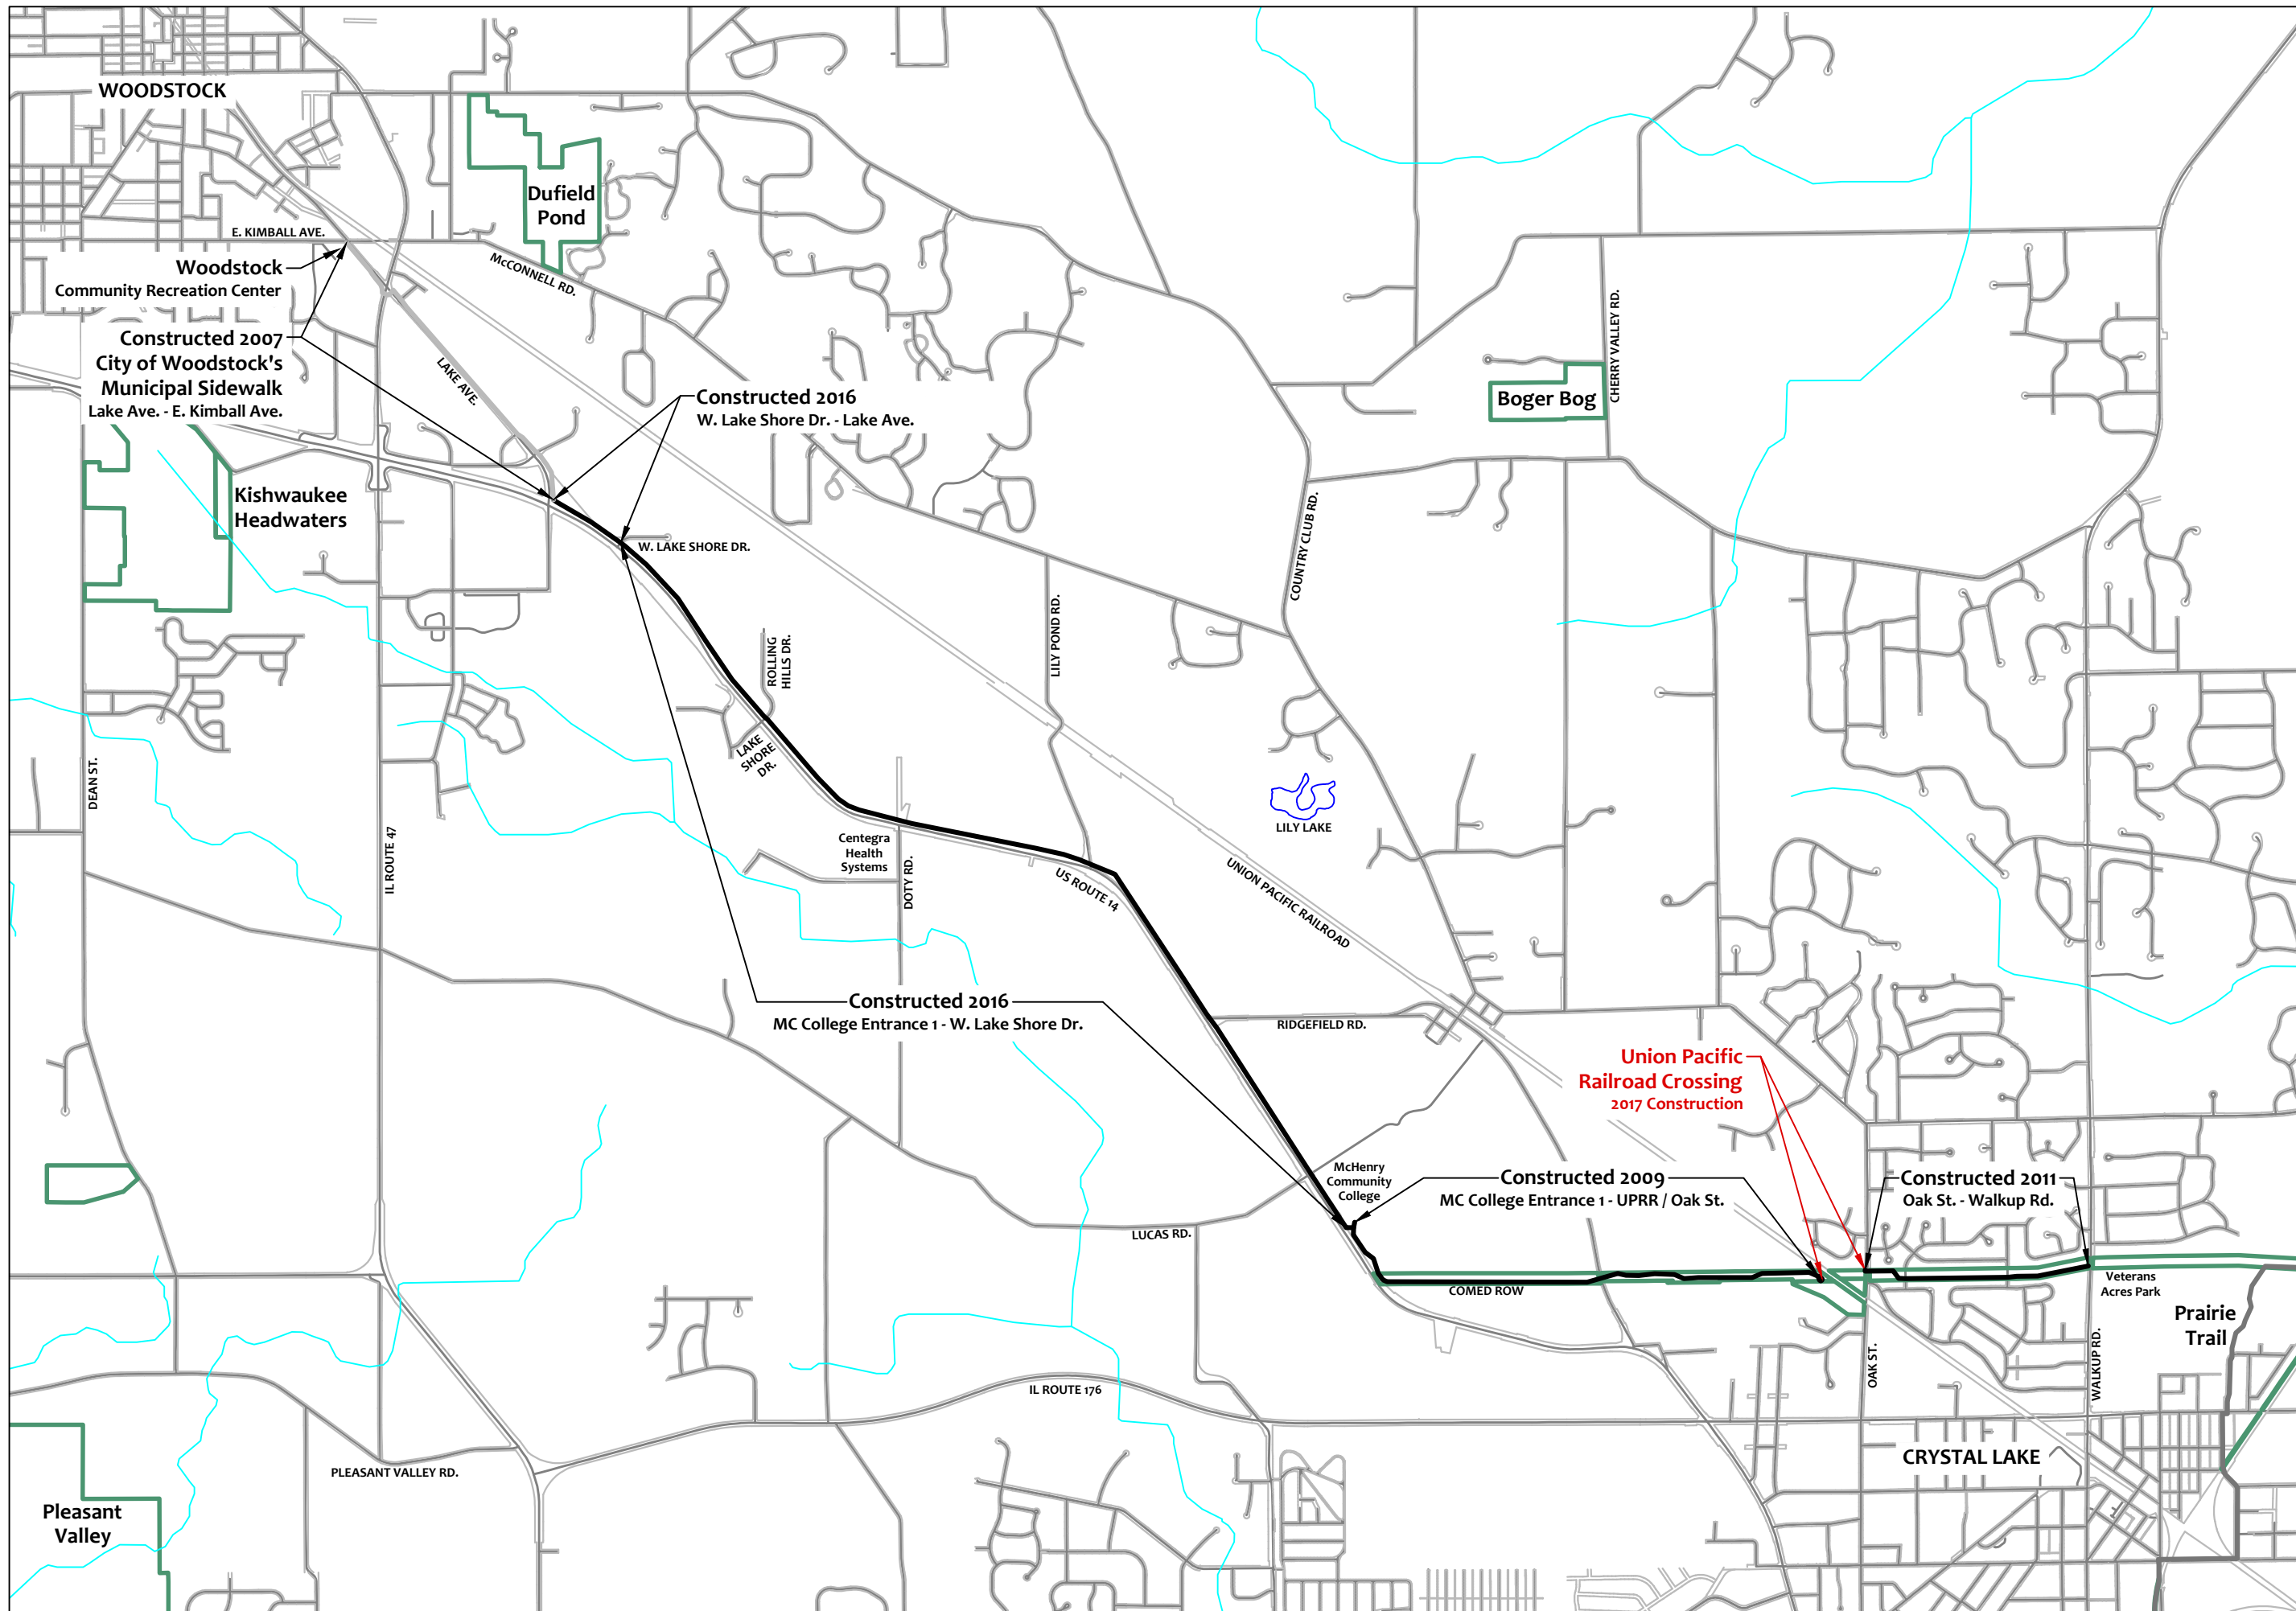 WOODSTOCK
Dufield
Pond
E. KIMBALL AVE.
McCONNELL RD.
Woodstock
Community Recreation Center
Constructed 2007
City of Woodstock's
Municipal Sidewalk
Lake Ave. - E. Kimball Ave.
LAKE AVE.
Constructed 2016
W. Lake Shore Dr. - Lake Ave.
CHERRY VALLEY RD.
Boger Bog
Kishwaukee
Headwaters
W. LAKE SHORE DR.
COUNTRY CLUB RD.
LILY POND RD.
ROLLING
HILLS DR.
LAKE
SHORE
DR.
DEAN ST.
IL ROUTE 47
LILY LAKE
Centegra
Health
Systems
DOTY RD.
US ROUTE 14
UNION PACIFIC RAILROAD
Constructed 2016
MC College Entrance 1 - W. Lake Shore Dr.
RIDGEFIELD RD.
Union Pacific
Railroad Crossing
2017 Construction
McHenry
Community
College
Constructed 2009
MC College Entrance 1 - UPRR / Oak St.
Constructed 2011
Oak St. - Walkup Rd.
LUCAS RD.
COMED ROW
Veterans
Acres Park
Prairie
Trail
OAK ST.
WALKUP RD.
IL ROUTE 176
CRYSTAL LAKE
PLEASANT VALLEY RD.
Pleasant
Valley